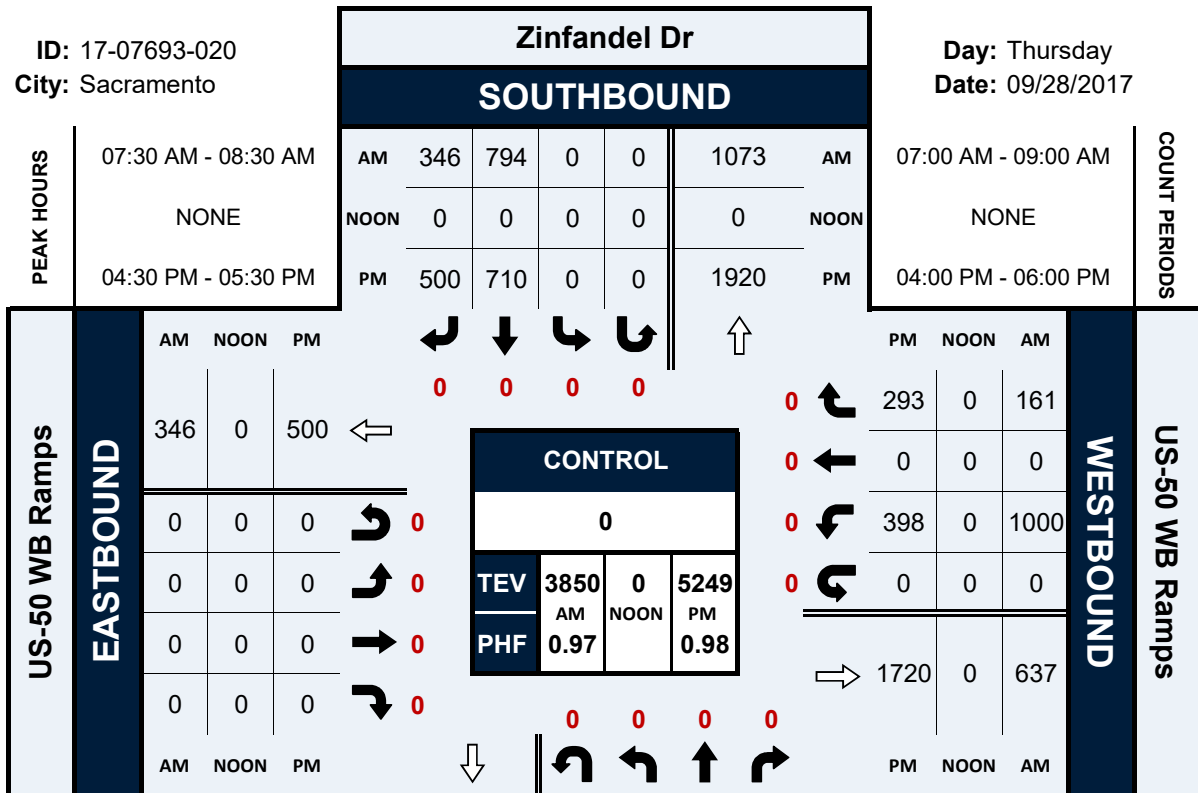 Zinfandel Dr
ID: 17-07693-020
City: Sacramento
Day: Thursday
Date: 09/28/2017
SOUTHBOUND
PEAK HOURS
07:30 AM - 08:30 AM
NONE
04:30 PM - 05:30 PM
AM 346 794 0 0 1073 AM
NOON 0 0 0 0 0 NOON
PM 500 710 0 0 1920 PM
07:00 AM - 09:00 AM
NONE
04:00 PM - 06:00 PM
COUNT PERIODS
US-50 WB Ramps
EASTBOUND
AM NOON PM
346 0 500
0 0 0 0
0 0 0 0
0 0 0 0
0 0 0 0
AM NOON PM
0 0 0 0
CONTROL
0
TEV 3850 0 5249
AM NOON PM
PHF 0.97 0.98
0 0 0 0
PM NOON AM
0 293 0 161
0 0 0 0
0 398 0 1000
0 0 0 0
1720 0 637
PM NOON AM
WESTBOUND
US-50 WB Ramps